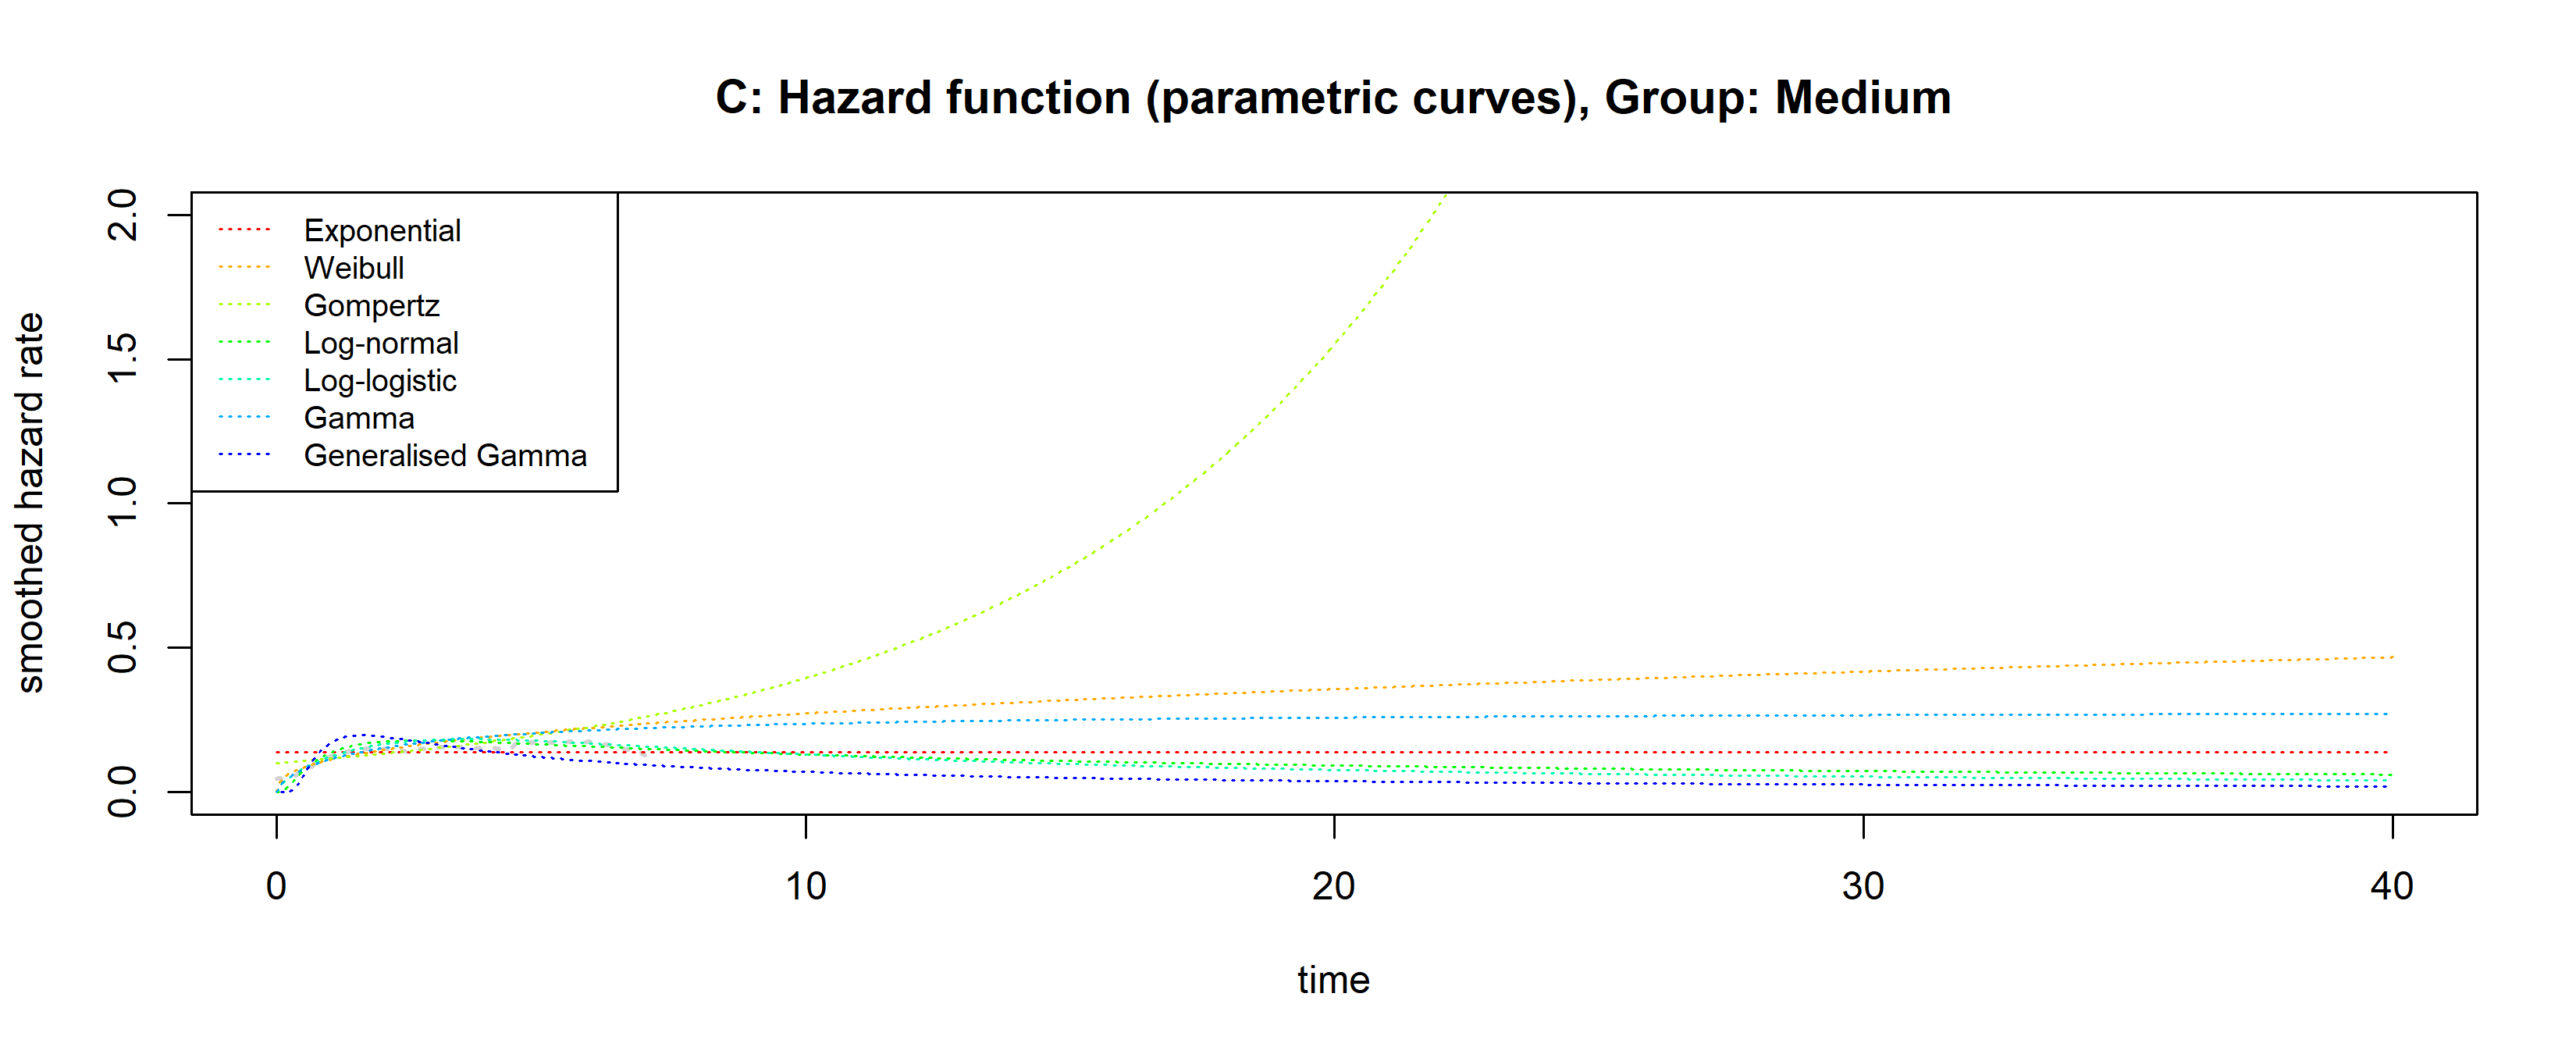 C: Hazard function (parametric curves), Group: Medium
smoothed hazard rate
2.0
1.5
1.0
0.5
0.0
Exponential
Weibull
Gompertz
Log-normal
Log-logistic
Gamma
Generalised Gamma
0 10 20 30 40
time